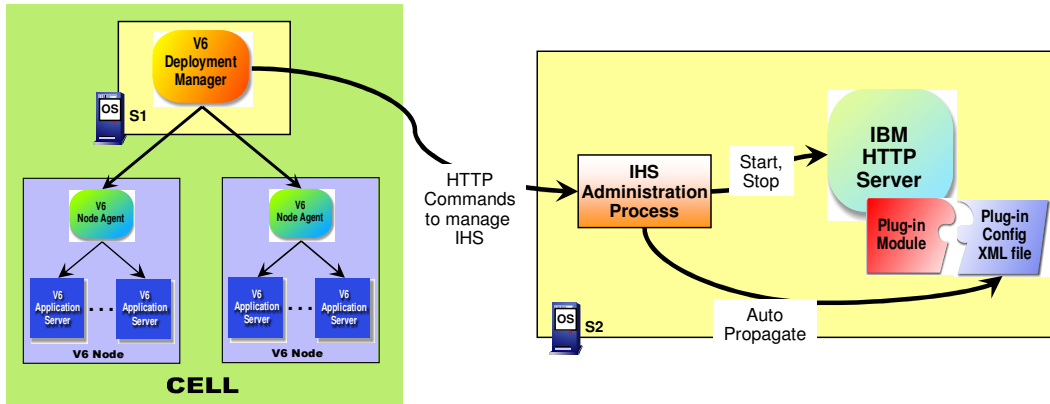 V6
Deployment
Manager
OS
S1
V6
Node Agent
V6
Application
Server
...
V6
Application
Server
V6 Node
V6
Node Agent
V6
Application
Server
...
V6
Application
Server
V6 Node
CELL
HTTP
Commands
to manage
IHS
IHS
Administration
Process
Start,
Stop
IBM
HTTP
Server
Plug-in
Module
Plug-in
Config
XML file
Auto
Propagate
OS
S2